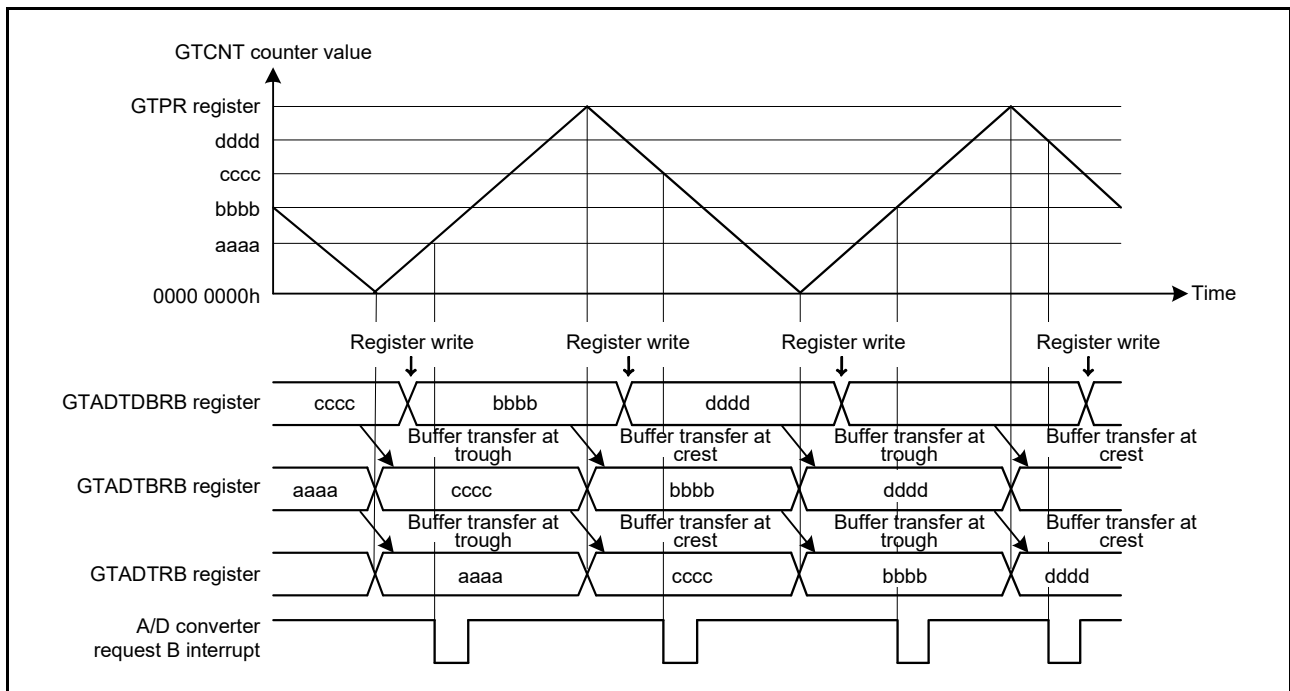 GTCNT counter value
GTPR register
dddd
cccc
bbbb
aaaa
0000 0000h
Time
Register write Register write Register write Register write
GTADTDBRB register cccc bbbb dddd
Buffer transfer at trough Buffer transfer at crest Buffer transfer at trough Buffer transfer at crest
GTADTBRB register aaaa cccc bbbb dddd
Buffer transfer at trough Buffer transfer at crest Buffer transfer at trough Buffer transfer at crest
GTADTRB register aaaa cccc bbbb dddd
A/D converter
request B interrupt